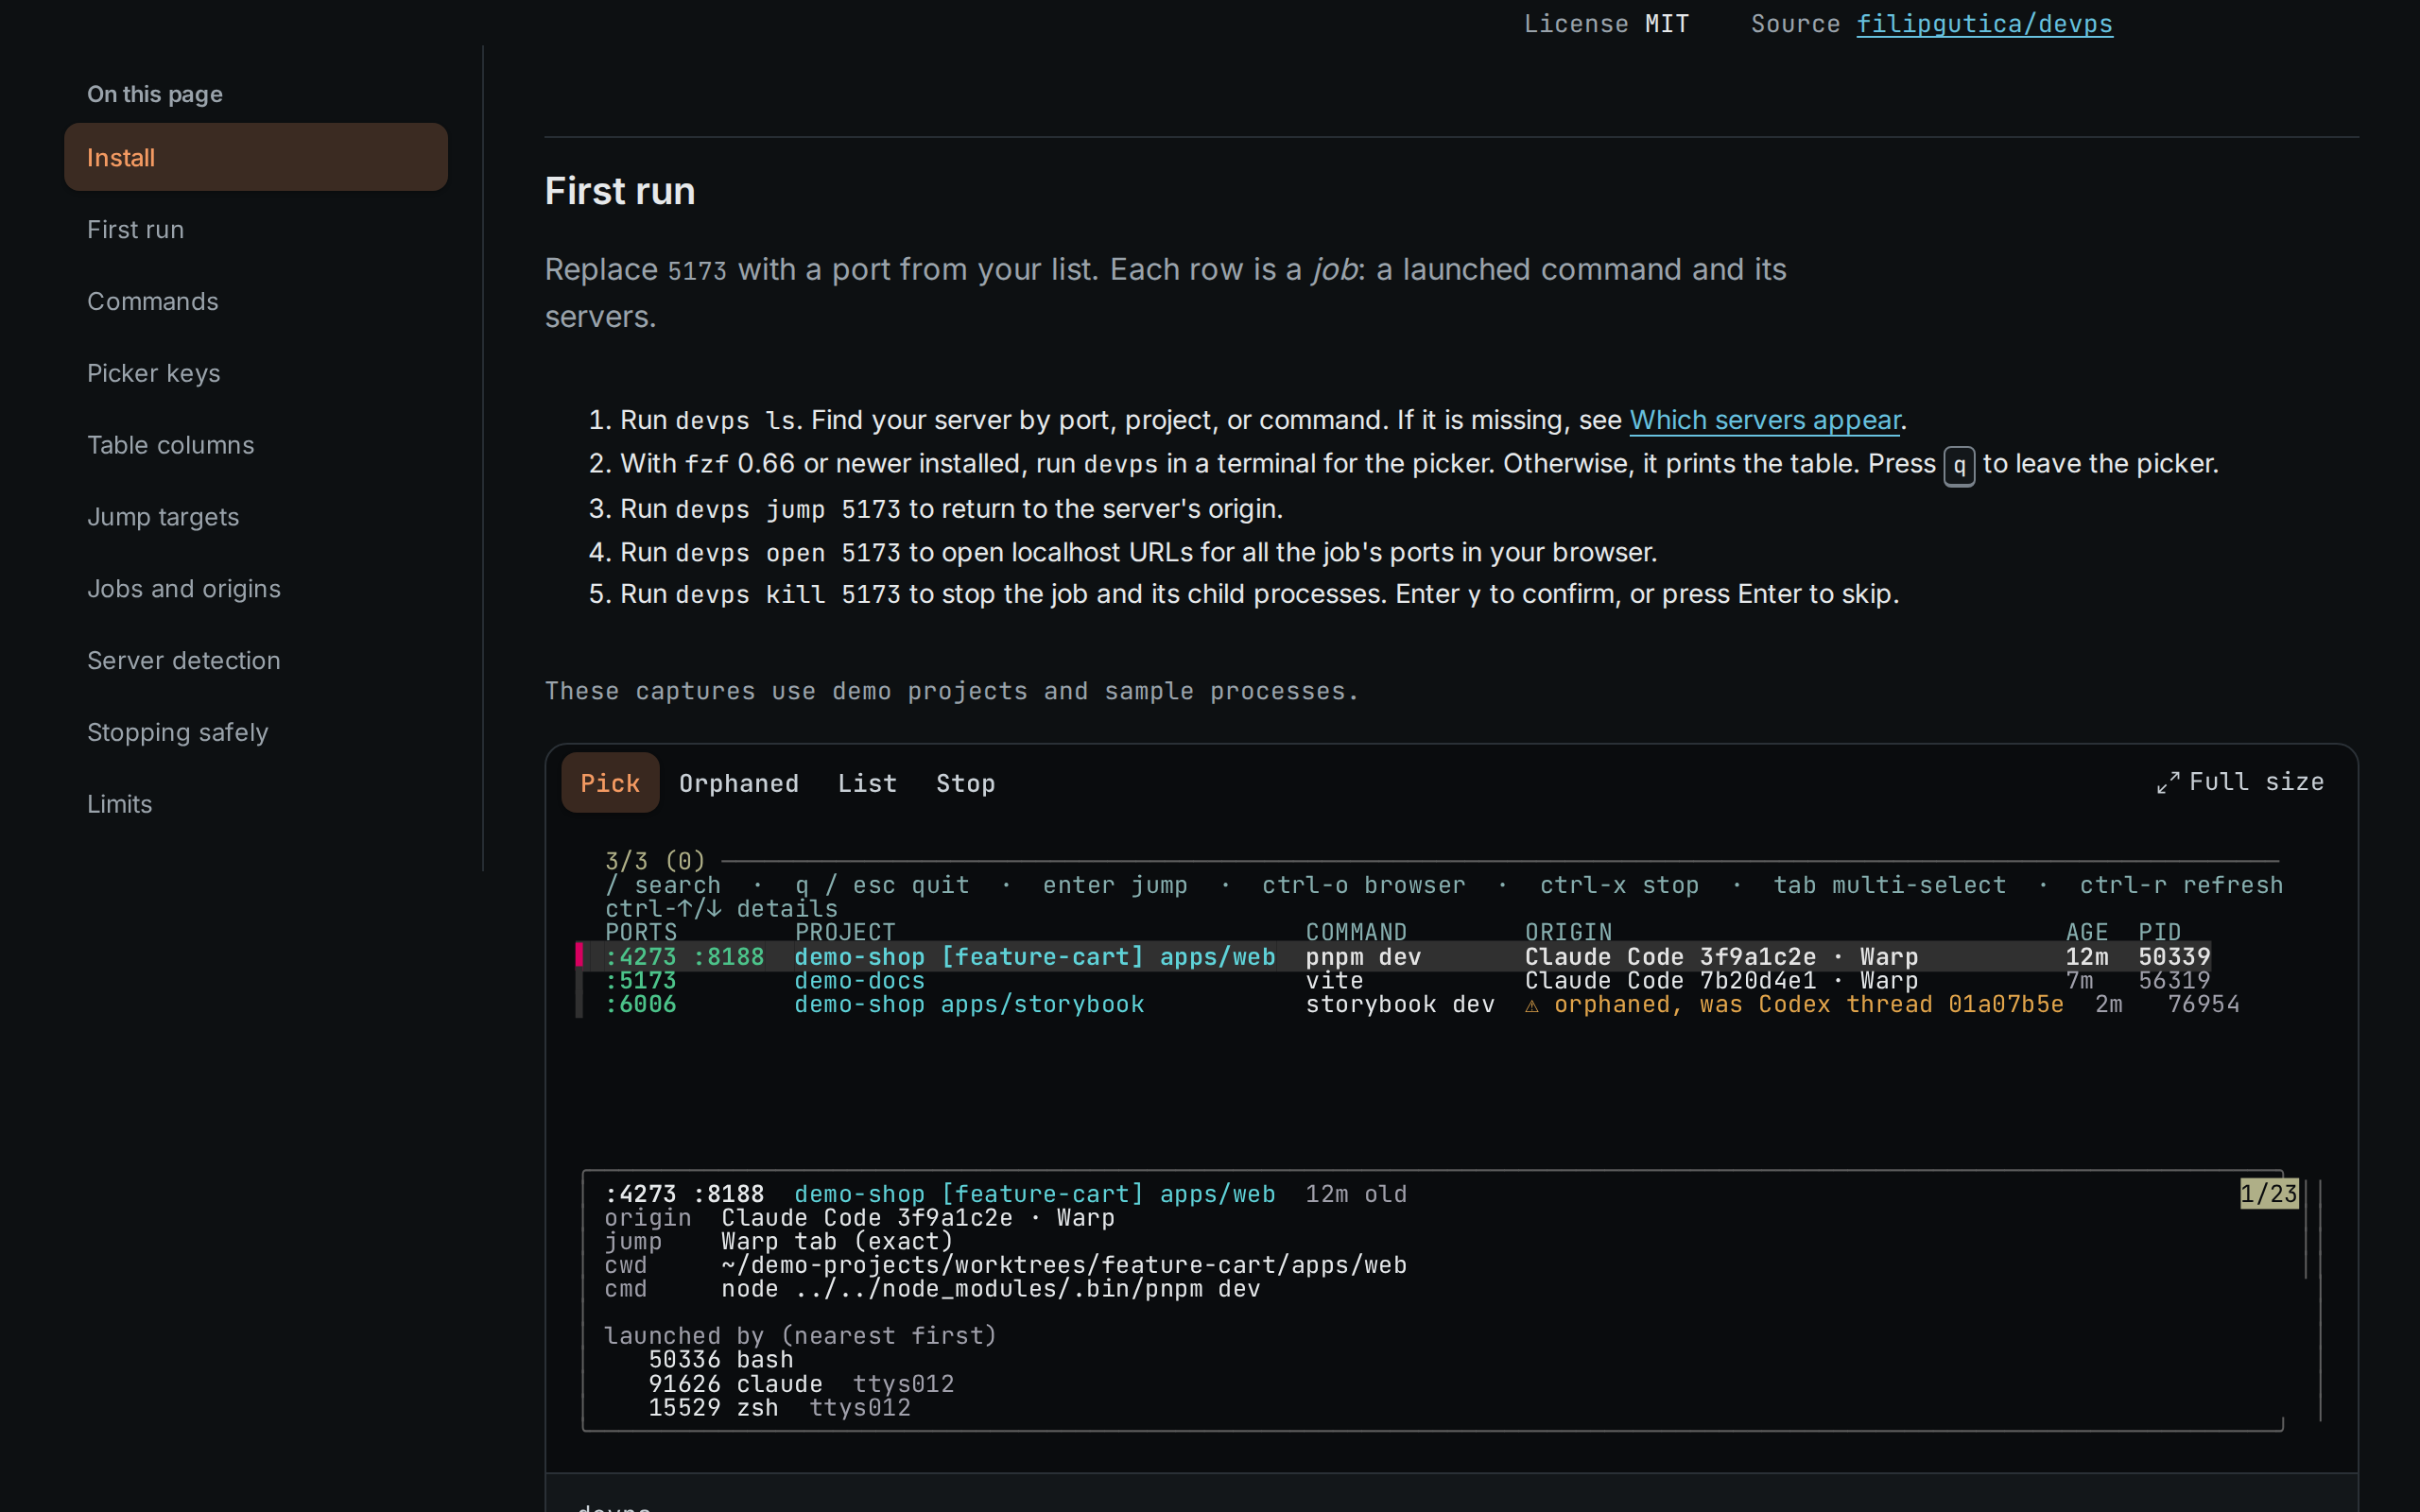 License MIT Source filipgutica/devps
On this page
Install
First run
Commands
Picker keys
Table columns
Jump targets
Jobs and origins
Server detection
Stopping safely
Limits
First run
Replace 5173 with a port from your list. Each row is a job: a launched command and its
servers.
1. Run devps ls. Find your server by port, project, or command. If it is missing, see Which servers appear.
2. With fzf 0.66 or newer installed, run devps in a terminal for the picker. Otherwise, it prints the table. Press q to leave the picker.
3. Run devps jump 5173 to return to the server's origin.
4. Run devps open 5173 to open localhost URLs for all the job's ports in your browser.
5. Run devps kill 5173 to stop the job and its child processes. Enter y to confirm, or press Enter to skip.
These captures use demo projects and sample processes.
Pick Orphaned List Stop Full size
3/3 (0)
/ search · q / esc quit · enter jump · ctrl-o browser · ctrl-x stop · tab multi-select · ctrl-r refresh
ctrl-↑/↓ details
PORTS PROJECT COMMAND ORIGIN AGE PID
:4273 :8188 demo-shop [feature-cart] apps/web pnpm dev Claude Code 3f9a1c2e · Warp 12m 50339
:5173 demo-docs vite Claude Code 7b20d4e1 · Warp 7m 56319
:6006 demo-shop apps/storybook storybook dev ⚠ orphaned, was Codex thread 01a07b5e 2m 76954
:4273 :8188 demo-shop [feature-cart] apps/web 12m old 1/23
origin Claude Code 3f9a1c2e · Warp
jump Warp tab (exact)
cwd ~/demo-projects/worktrees/feature-cart/apps/web
cmd node ../../node_modules/.bin/pnpm dev
launched by (nearest first)
50336 bash
91626 claude ttys012
15529 zsh ttys012